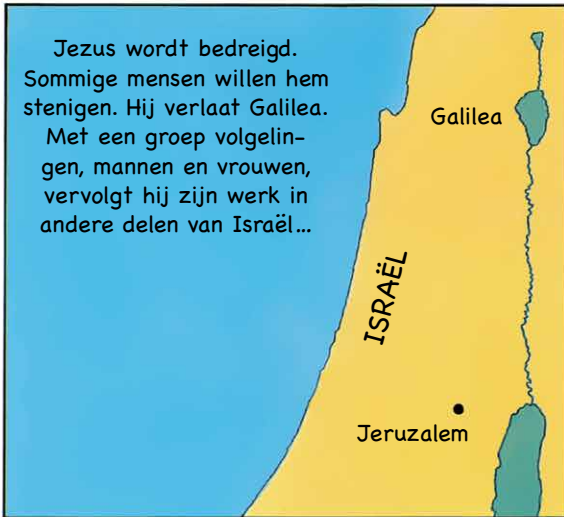 Jezus wordt bedreigd.
Sommige mensen willen hem
stenigen. Hij verlaat Galilea.
Met een groep volgelin-
gen, mannen en vrouwen,
vervolgt hij zijn werk in
andere delen van Israël...
Galilea
ISRAËL
Jeruzalem